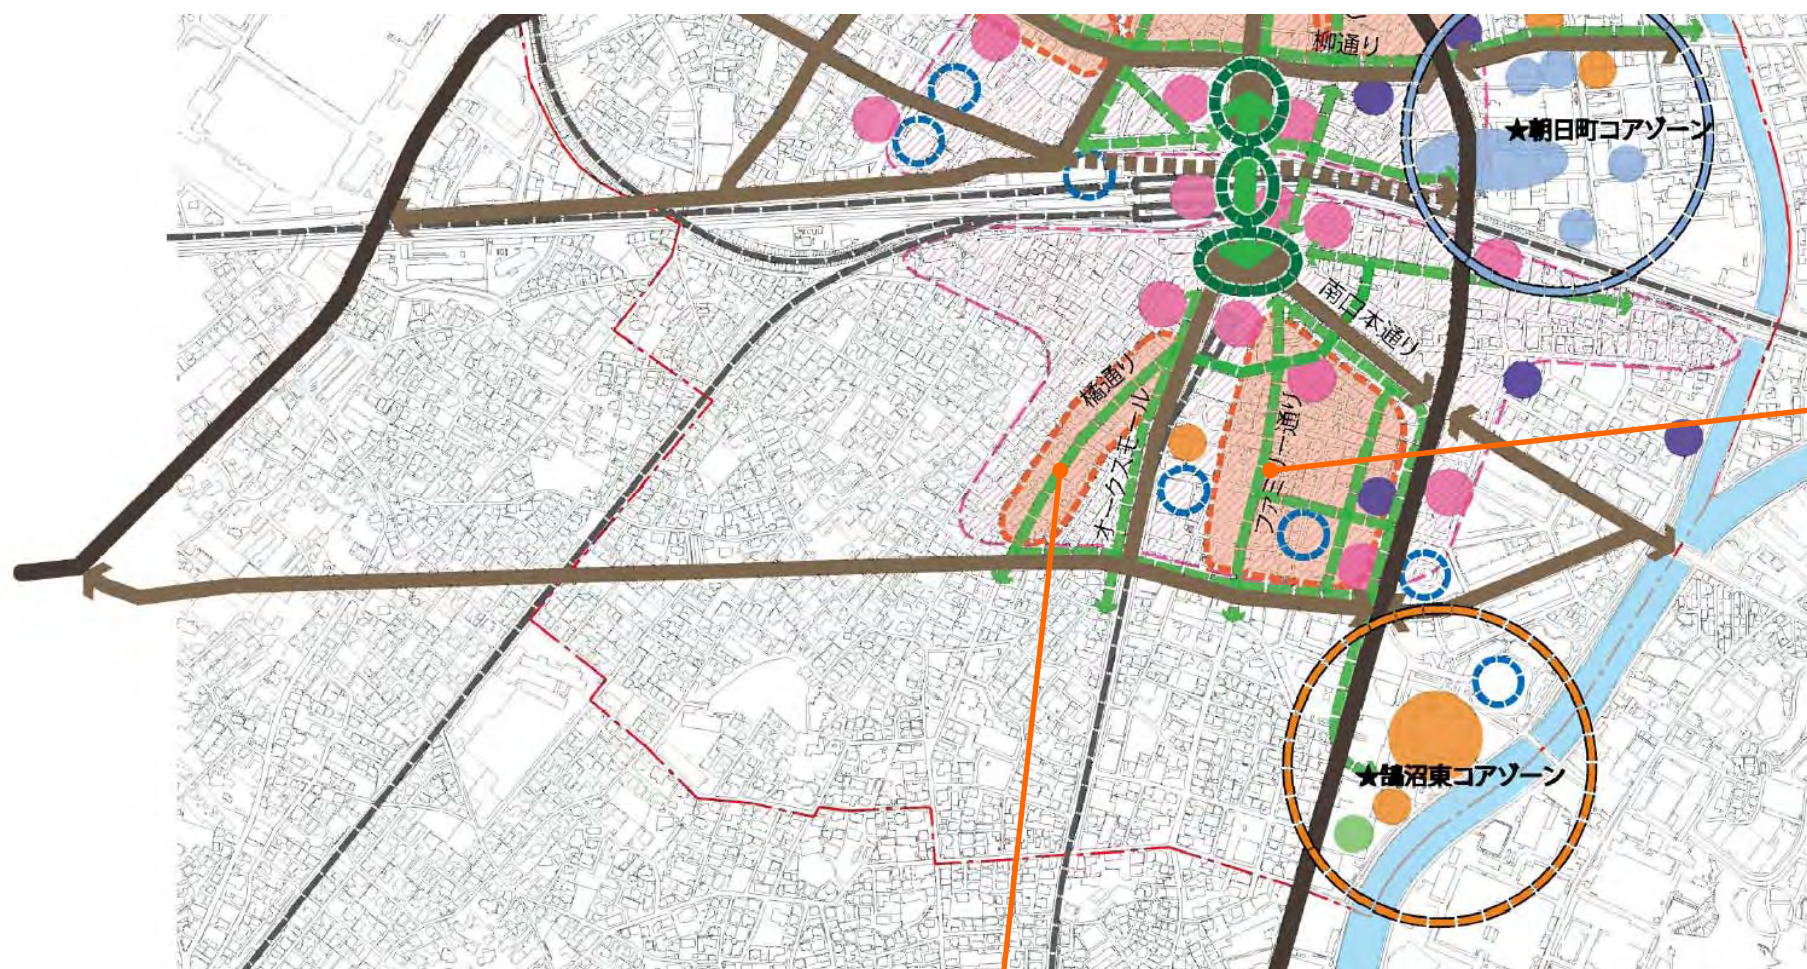 柳通り
★朝日町コアゾーン
南口本通り
橘通り
オークスモール
ファミリー通り
★鵠沼東コアゾーン